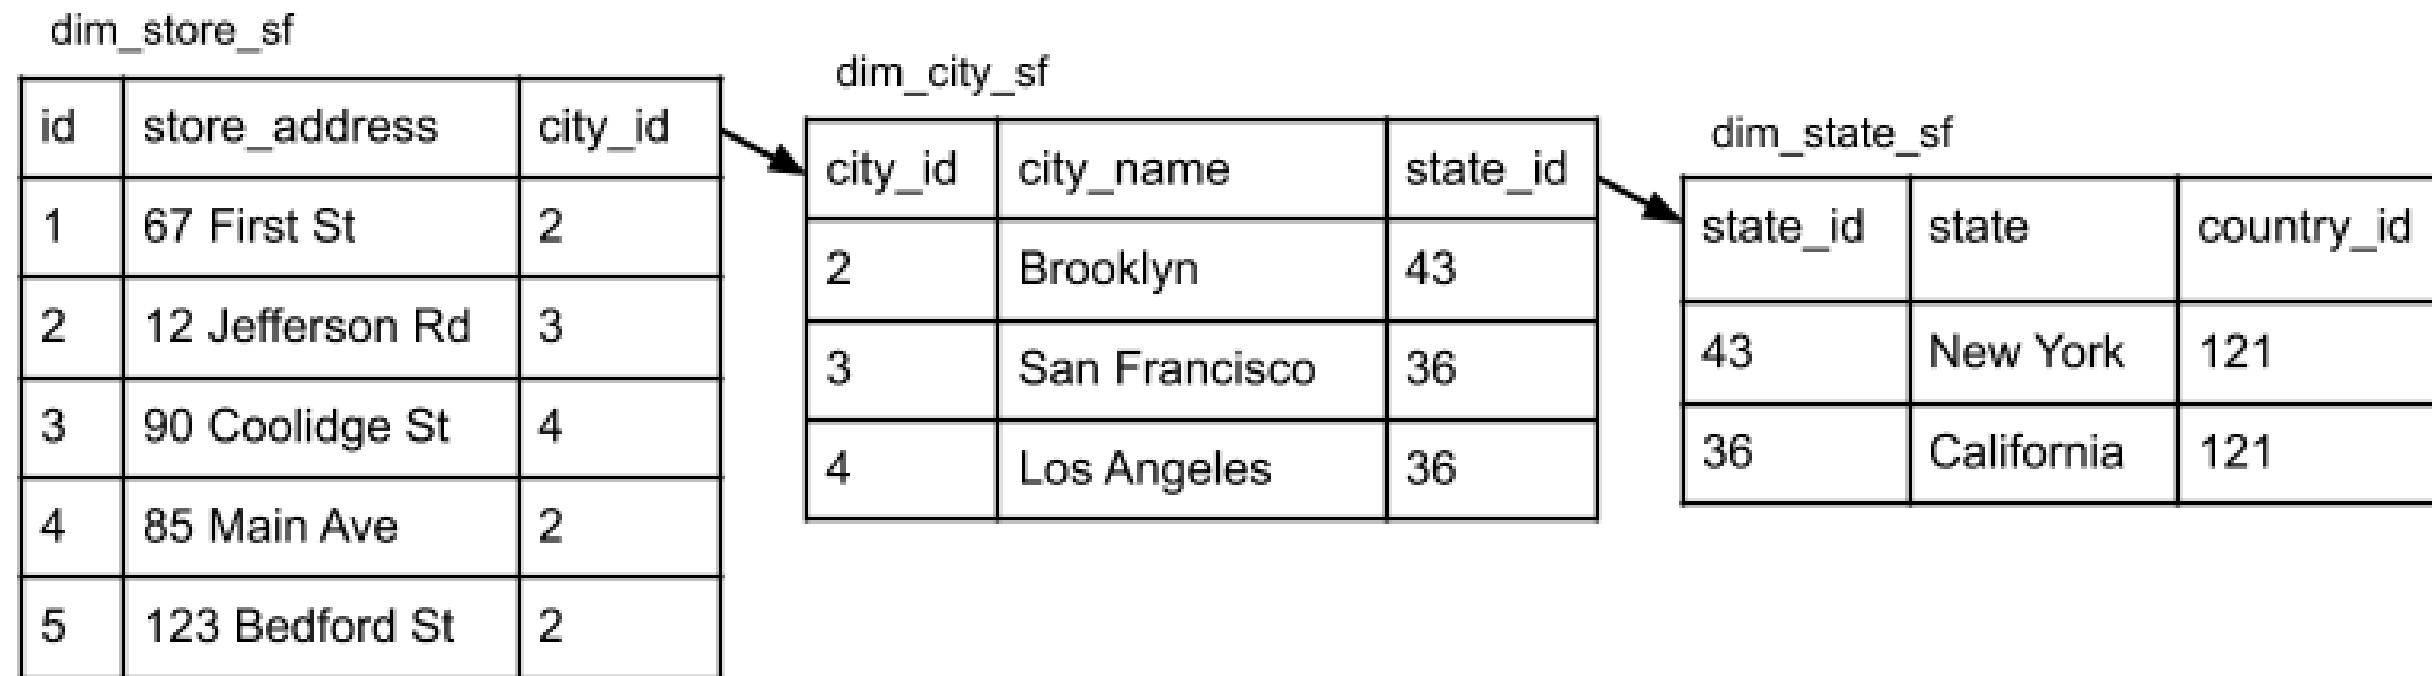 dim_store_sf
id store_address city_id
1 67 First St 2
2 12 Jefferson Rd 3
3 90 Coolidge St 4
4 85 Main Ave 2
5 123 Bedford St 2
dim_city_sf
city_id city_name state_id
2 Brooklyn 43
3 San Francisco 36
4 Los Angeles 36
dim_state_sf
state_id state country_id
43 New York 121
36 California 121